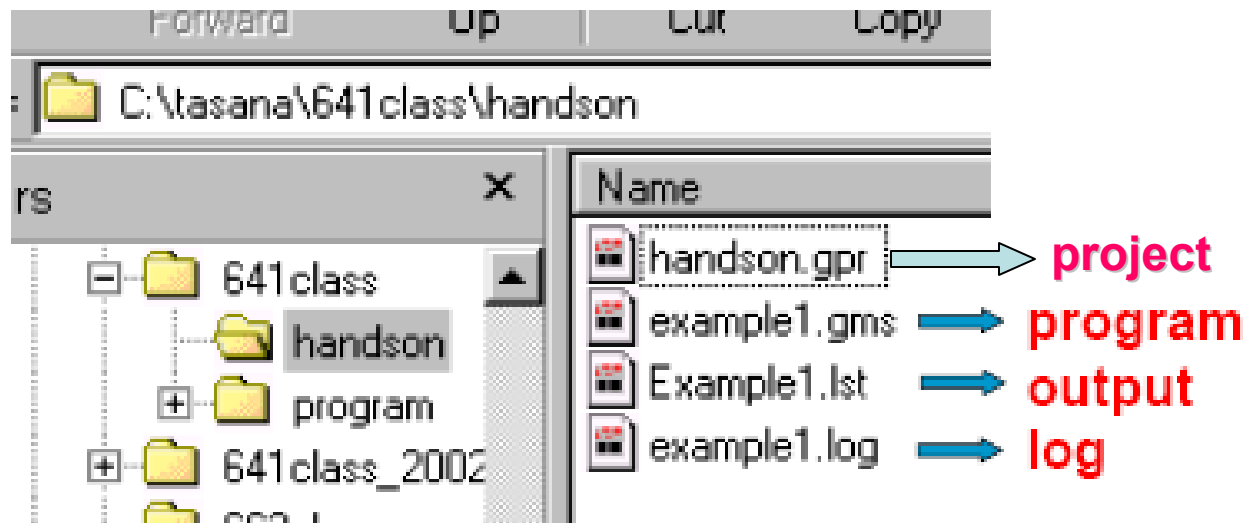 Forward Up Cut Copy
C:\tasana\641class\handson
rs
Name
641class
handson
program
641class_2002
handson.gpr project
example1.gms program
Example1.lst output
example1.log log